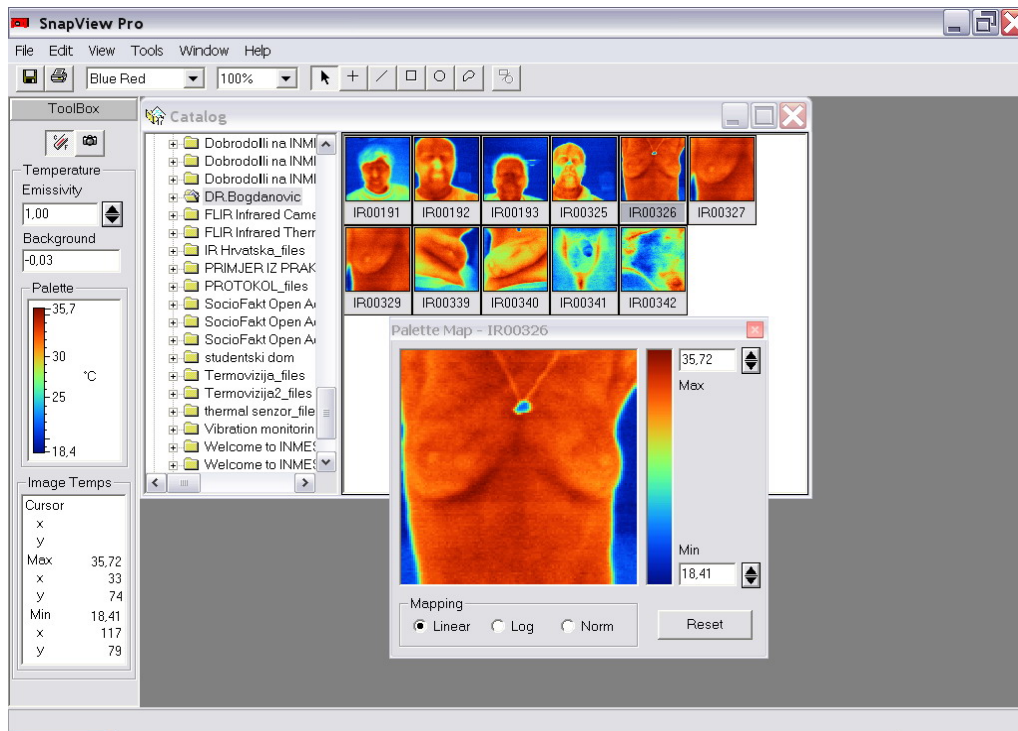 SnapView Pro
File Edit View Tools Window Help
Blue Red 100%
ToolBox
Temperature
Emissivity
1,00
Background
-0,03
Palette
35,7
30
°C
25
18,4
Image Temps
Cursor
x
y
Max 35,72
x 33
y 74
Min 18,41
x 117
y 79
Catalog
Dobrodolli na INME
Dobrodolli na INME
Dobrodolli na INME
DR.Bogdanovic
FLIR Infrared Came
FLIR Infrared Therr
IR Hrvatska_files
PRIMJER IZ PRAK
PROTOKOL_files
SocioFakt Open A
SocioFakt Open A
SocioFakt Open A
studentski dom
Termovizija_files
Termovizija2_files
thermal senzor_file
Vibration monitorin
Welcome to INMES
Welcome to INMES
IR00191 IR00192 IR00193 IR00325 IR00326 IR00327
IR00329 IR00339 IR00340 IR00341 IR00342
Palette Map - IR00326
35,72
Max
Min
18,41
Mapping
Linear Log Norm
Reset